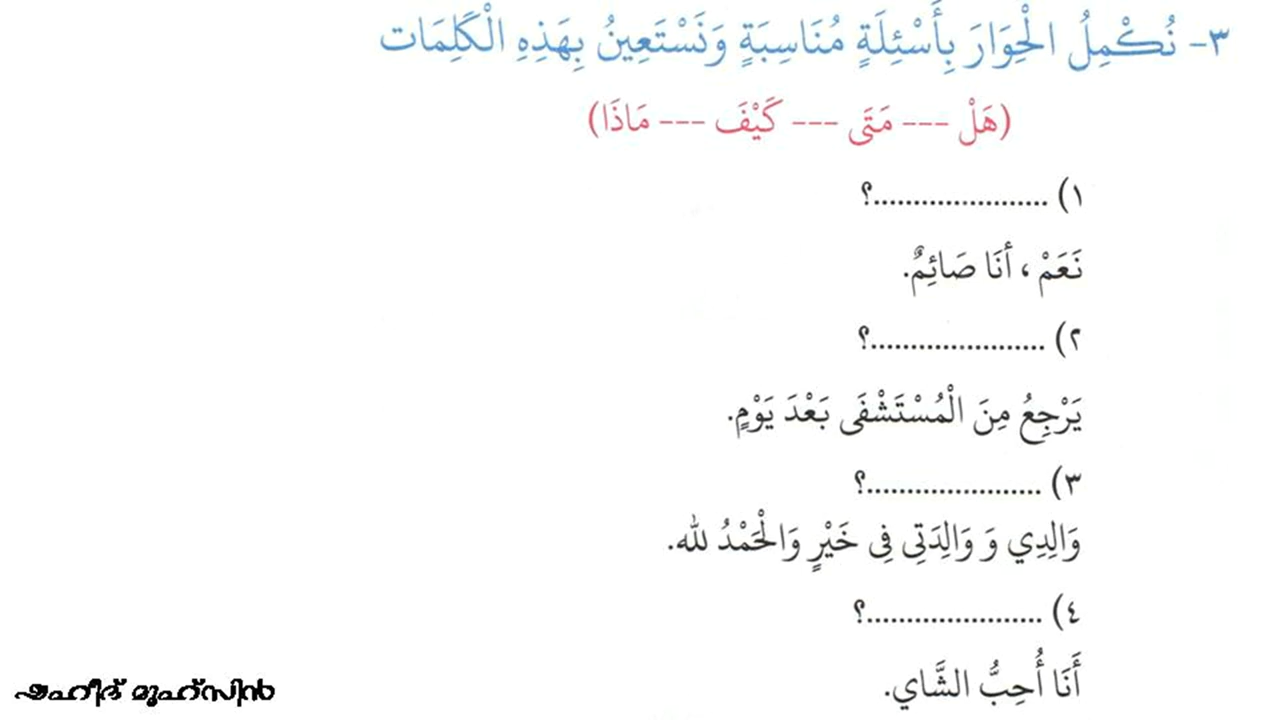 ٣- نُكْمِلُ الْحِوَارَ بِأَسْئِلَةٍ مُنَاسِبَةٍ وَنَسْتَعِينُ بِهَذِهِ الْكَلِمَات
(هَلْ --- مَتَى --- كَيْفَ --- مَاذَا)
١) ......................؟
نَعَمْ ، أَنَا صَائِمٌ.
٢) ......................؟
يَرْجِعُ مِنَ الْمُسْتَشْفَى بَعْدَ يَوْمٍ.
٣) ......................؟
وَالِدِي وَ وَالِدَتِى فِى خَيْرٍ وَالْحَمْدُ لله.
٤) ......................؟
أَنَا أُحِبُّ الشَّاي.
ഷഹീദ് മുഹ്സിൻ